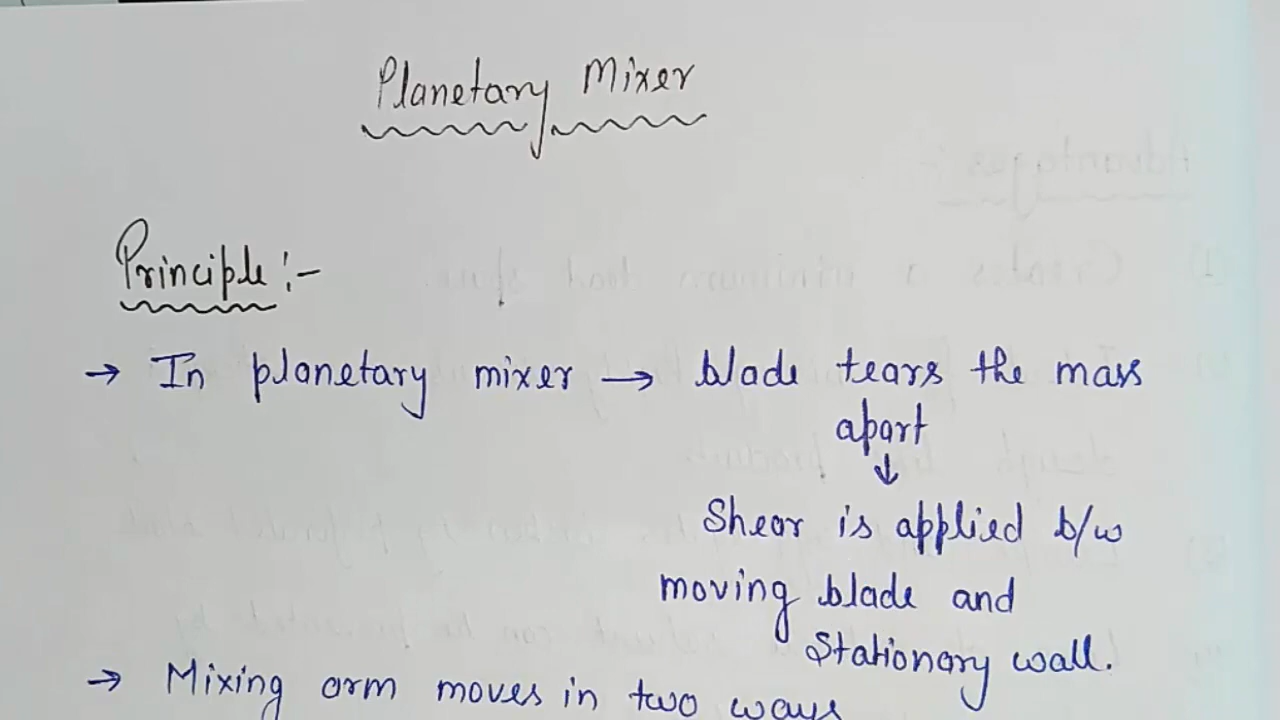 Planetary Mixer
Principle :-
→ In planetary mixer → blade tears the mass
apart
↓
Shear is applied b/w
moving blade and
Stationary wall.
→ Mixing arm moves in two ways